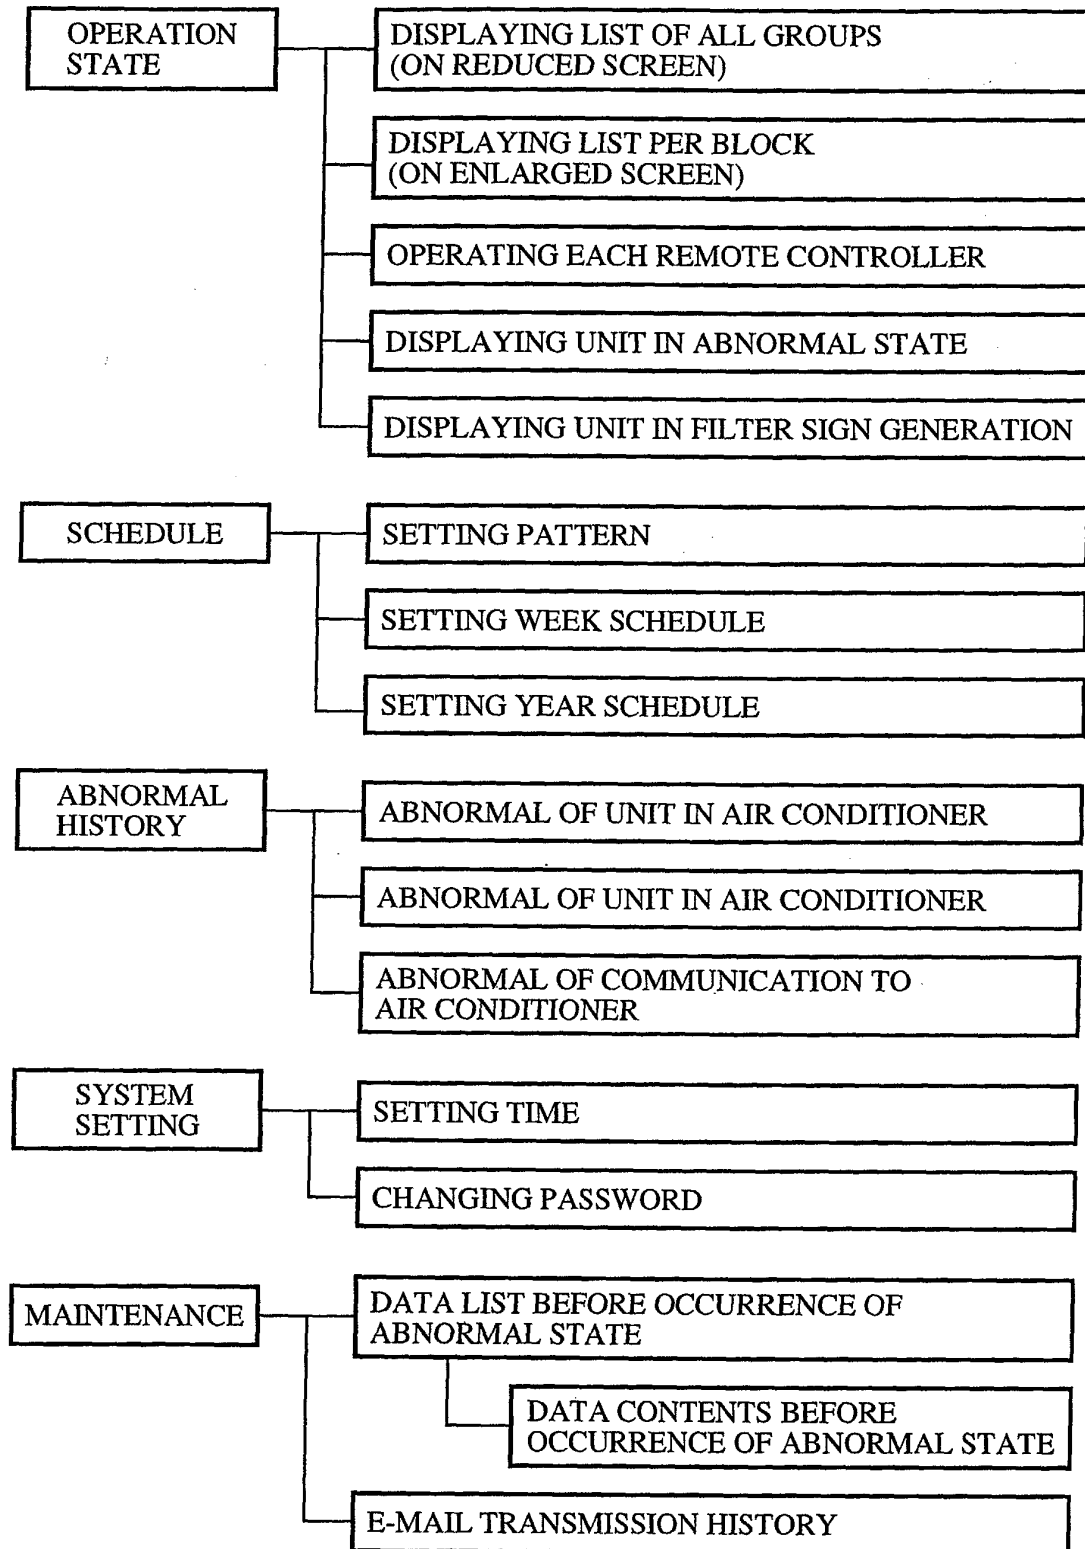 OPERATION
STATE
DISPLAYING LIST OF ALL GROUPS
(ON REDUCED SCREEN)
DISPLAYING LIST PER BLOCK
(ON ENLARGED SCREEN)
OPERATING EACH REMOTE CONTROLLER
DISPLAYING UNIT IN ABNORMAL STATE
DISPLAYING UNIT IN FILTER SIGN GENERATION
SCHEDULE
SETTING PATTERN
SETTING WEEK SCHEDULE
SETTING YEAR SCHEDULE
ABNORMAL
HISTORY
ABNORMAL OF UNIT IN AIR CONDITIONER
ABNORMAL OF UNIT IN AIR CONDITIONER
ABNORMAL OF COMMUNICATION TO
AIR CONDITIONER
SYSTEM
SETTING
SETTING TIME
CHANGING PASSWORD
MAINTENANCE
DATA LIST BEFORE OCCURRENCE OF
ABNORMAL STATE
DATA CONTENTS BEFORE
OCCURRENCE OF ABNORMAL STATE
E-MAIL TRANSMISSION HISTORY